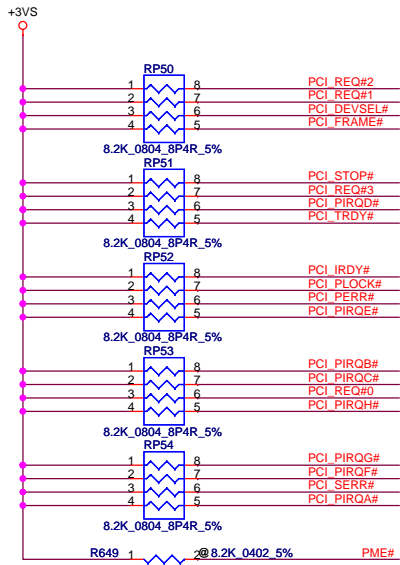 +3VS
RP50
1 8 PCI_REQ#2
2 7 PCI_REQ#1
3 6 PCI_DEVSEL#
4 5 PCI_FRAME#
8.2K_0804_8P4R_5%
RP51
1 8 PCI_STOP#
2 7 PCI_REQ#3
3 6 PCI_PIRQD#
4 5 PCI_TRDY#
8.2K_0804_8P4R_5%
RP52
1 8 PCI_IRDY#
2 7 PCI_PLOCK#
3 6 PCI_PERR#
4 5 PCI_PIRQE#
8.2K_0804_8P4R_5%
RP53
1 8 PCI_PIRQB#
2 7 PCI_PIRQC#
3 6 PCI_REQ#0
4 5 PCI_PIRQH#
8.2K_0804_8P4R_5%
RP54
1 8 PCI_PIRQG#
2 7 PCI_PIRQF#
3 6 PCI_SERR#
4 5 PCI_PIRQA#
8.2K_0804_8P4R_5%
R649 1 2 @8.2K_0402_5% PME#